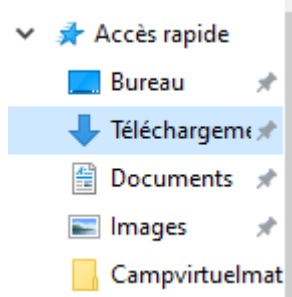 Accès rapide
Bureau
Téléchargeme
Documents
Images
Campvirtuelmat